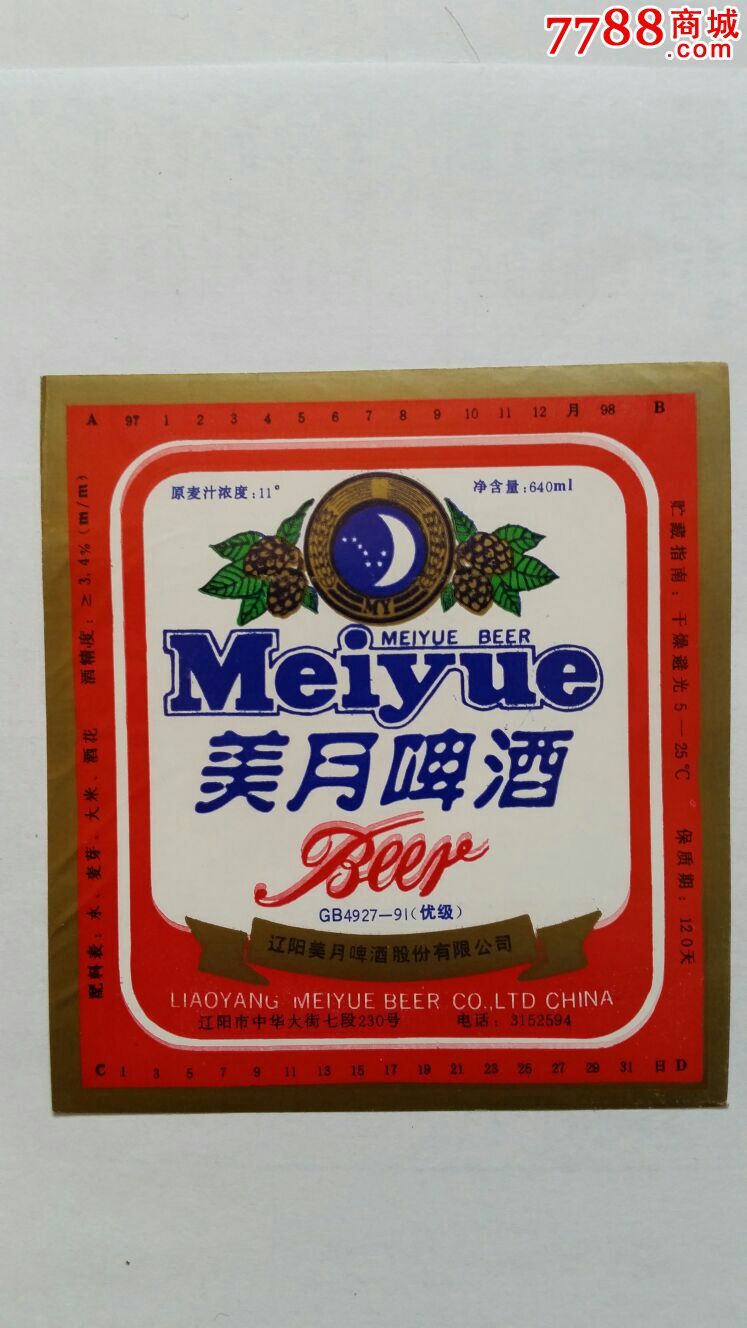 7788商城
.com
A 97 1 2 3 4 5 6 7 8 9 10 11 12 月 98 B
原麦汁浓度:11° 净含量:640ml
MY
MEIYUE BEER
Meiyue
美月啤酒
Beer
GB4927-91(优级)
辽阳美月啤酒股份有限公司
LIAOYANG MEIYUE BEER CO.,LTD CHINA
辽阳市中华大街七段230号 电话:3152594
配料表:水、麦芽、大米、酒花 酒精度:≥3.4%(m/m)
贮藏指南:干燥避光5—25℃ 保质期:120天
C 1 3 5 7 9 11 13 15 17 19 21 23 25 27 29 31 日 D